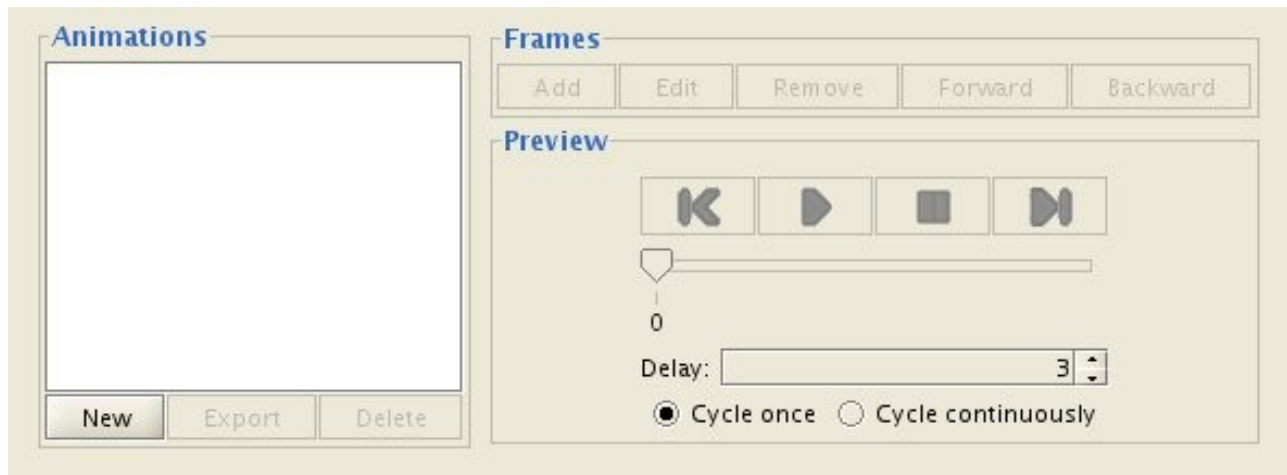 Animations
New Export Delete
Frames
Add Edit Remove Forward Backward
Preview
0
Delay: 3
Cycle once Cycle continuously